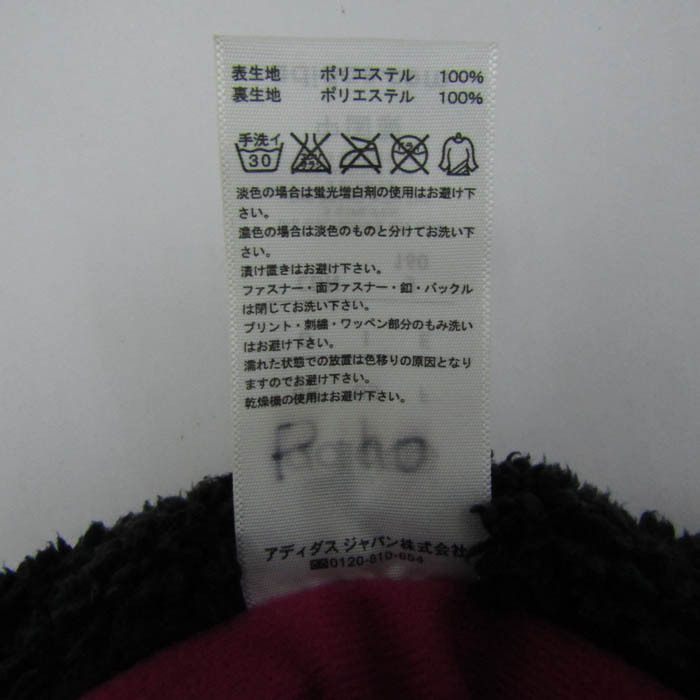 表生地 ポリエステル 100%
裏生地 ポリエステル 100%
手洗イ
30
ドライ
淡色の場合は蛍光増白剤の使用はお避け下
さい。
濃色の場合は淡色のものと分けてお洗い下
さい。
漬け置きはお避け下さい。
ファスナー・面ファスナー・釦・バックル
は閉じてお洗い下さい。
プリント・刺繍・ワッペン部分のもみ洗い
はお避け下さい。
濡れた状態での放置は色移りの原因となり
ますのでお避け下さい。
乾燥機の使用はお避け下さい。
Raho
アディダス ジャパン株式会社
0120-810-654